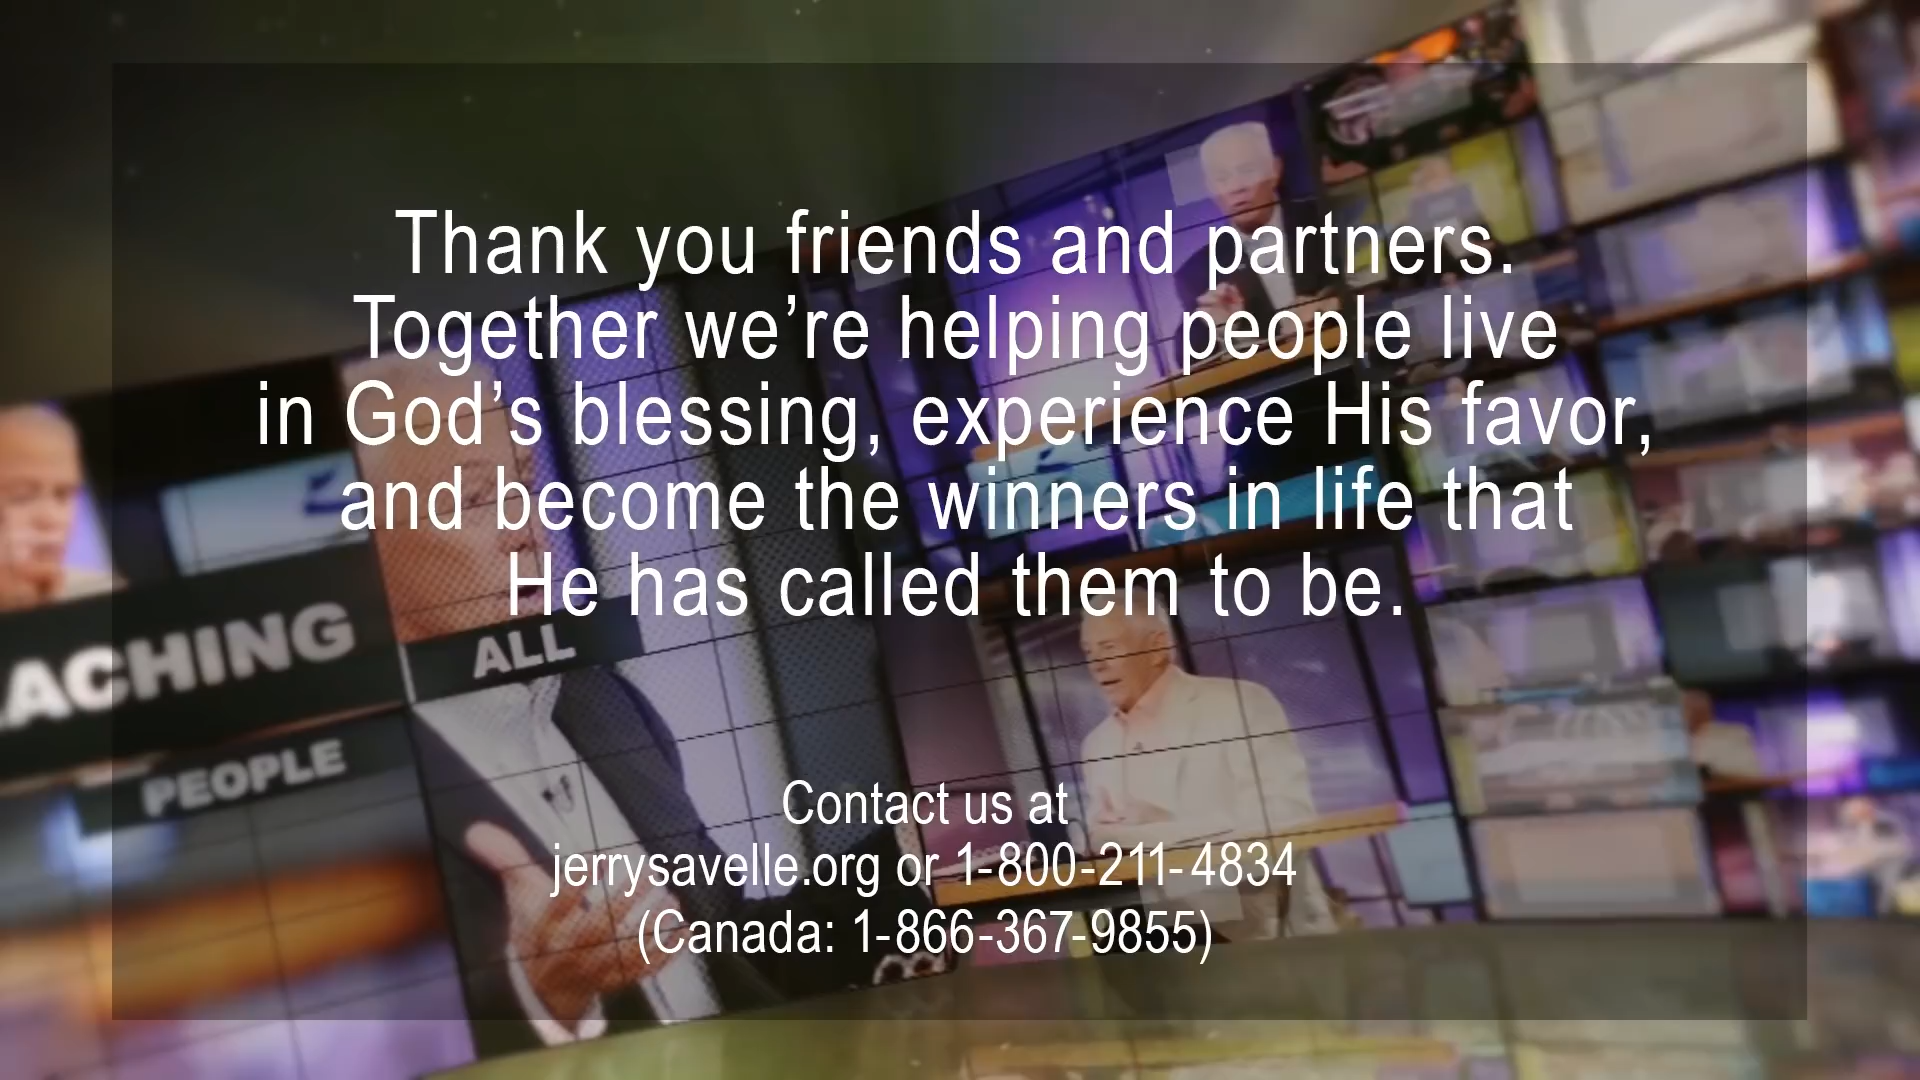 Thank you friends and partners.
Together we’re helping people live
in God’s blessing, experience His favor,
and become the winners in life that
He has called them to be.
ACHING
ALL
PEOPLE
Contact us at
jerrysavelle.org or 1-800-211-4834
(Canada: 1-866-367-9855)